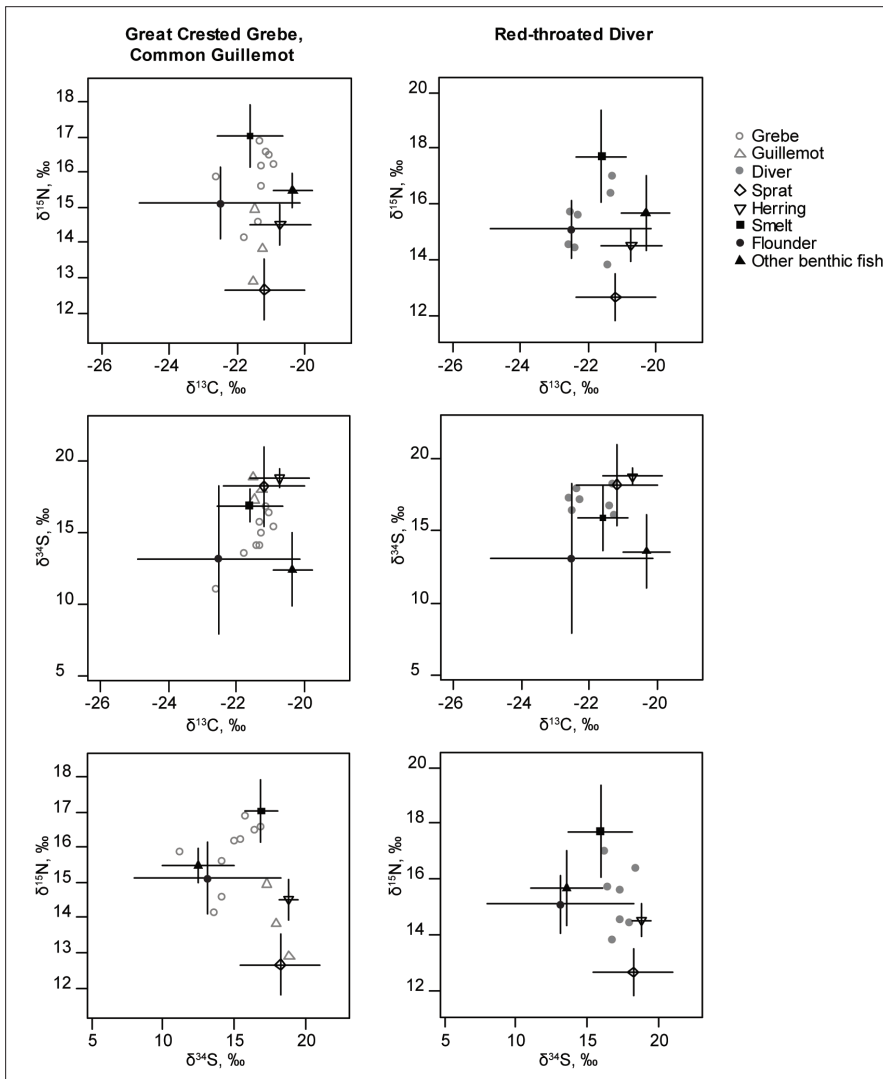 Great Crested Grebe,
Common Guillemot
Red-throated Diver
18
17
16
15
14
13
12
δ¹⁵N, ‰
-26
-24
-22
-20
δ¹³C, ‰
20
18
16
14
12
δ¹⁵N, ‰
-26
-24
-22
-20
δ¹³C, ‰
Grebe
Guillemot
Diver
Sprat
Herring
Smelt
Flounder
Other benthic fish
20
15
10
5
δ³⁴S, ‰
-26
-24
-22
-20
δ¹³C, ‰
20
15
10
5
δ³⁴S, ‰
-26
-24
-22
-20
δ¹³C, ‰
18
17
16
15
14
13
12
δ¹⁵N, ‰
5
10
15
20
δ³⁴S, ‰
20
18
16
14
12
δ¹⁵N, ‰
5
10
15
20
δ³⁴S, ‰